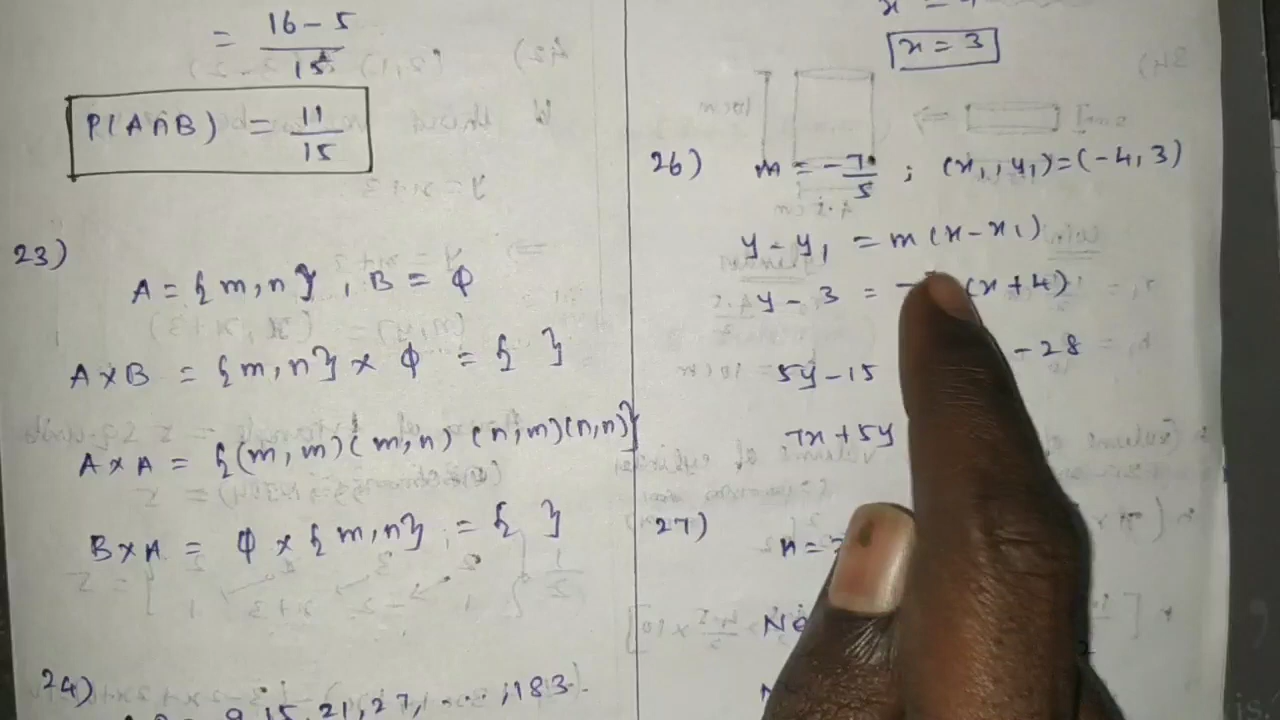 = 16 - 5 / 15
P(A∩B) = 11/15
23)
A = {m,n}, B = ϕ
A×B = {m,n} × ϕ = { }
A×A = {(m,m)(m,n) (n,m)(n,n)}
B×A = ϕ × {m,n} = { }
24)
9, 15, 21, 27, ... , 183.
x = 3
26) m = -7/5 ; (x₁, y₁) = (-4, 3)
y - y₁ = m(x - x₁)
y - 3 = (x + 4)
5y - 15 - 28
7x + 5y
27)